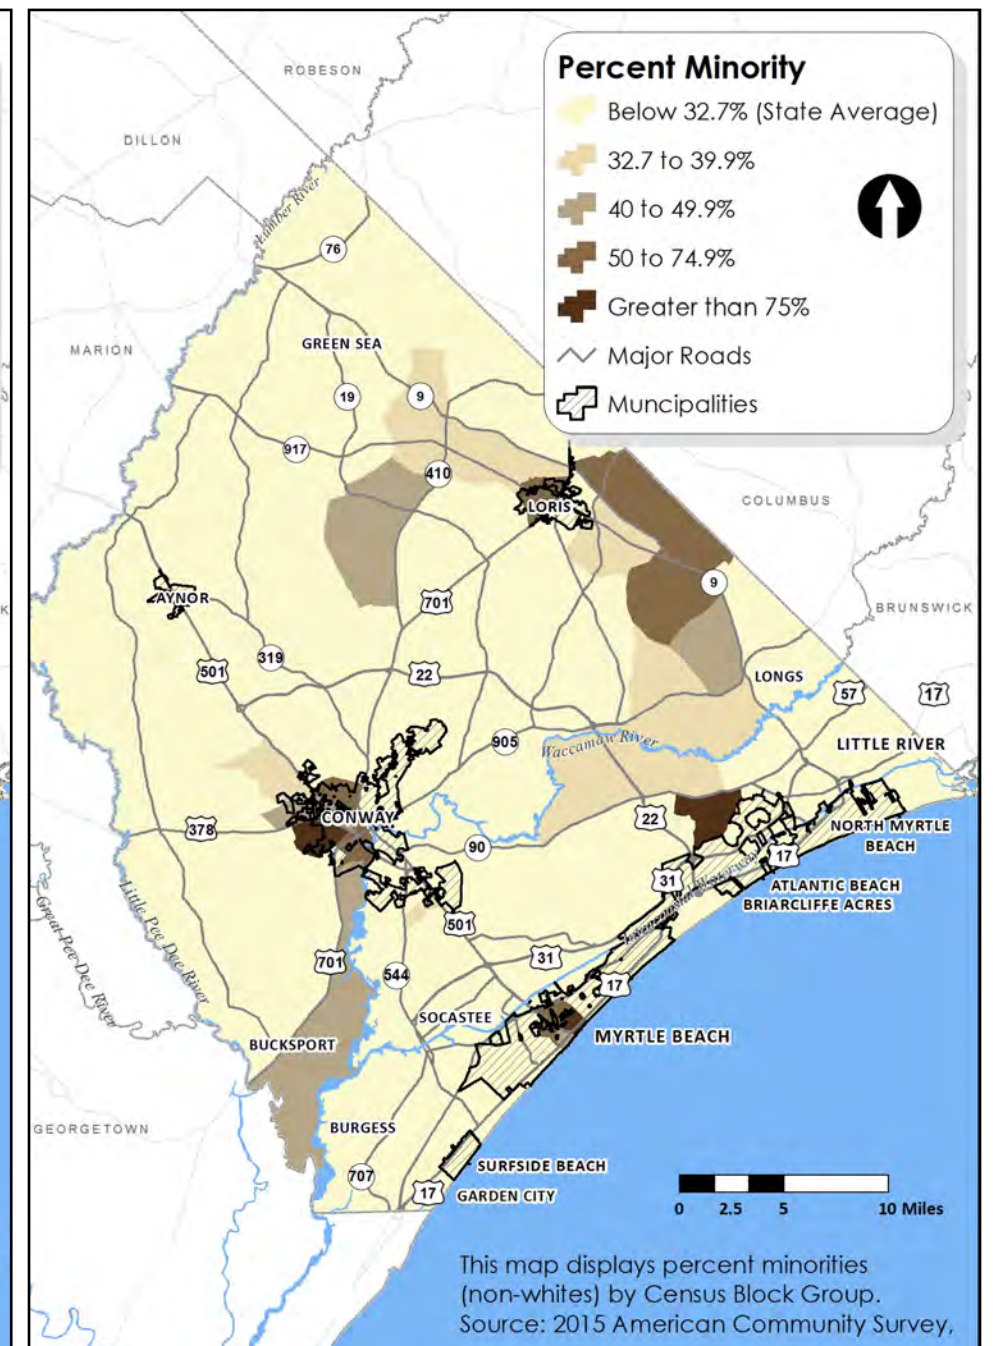 ROBESON
DILLON
Percent Minority
Below 32.7% (State Average)
32.7 to 39.9%
40 to 49.9%
50 to 74.9%
Greater than 75%
Major Roads
Muncipalities
Lumber River
76
MARION
GREEN SEA
19
9
917
410
LORIS
COLUMBUS
AYNOR
701
9
BRUNSWICK
319
501
22
LONGS
57
17
905
Waccamaw River
LITTLE RIVER
CONWAY
378
22
90
NORTH MYRTLE
BEACH
17
31
ATLANTIC BEACH
BRIARCLIFFE ACRES
Intracoastal Waterway
Little Pee Dee River
Great Pee Dee River
501
701
544
31
17
SOCASTEE
BUCKSPORT
MYRTLE BEACH
GEORGETOWN
BURGESS
SURFSIDE BEACH
707
17
GARDEN CITY
0 2.5 5 10 Miles
This map displays percent minorities
(non-whites) by Census Block Group.
Source: 2015 American Community Survey,